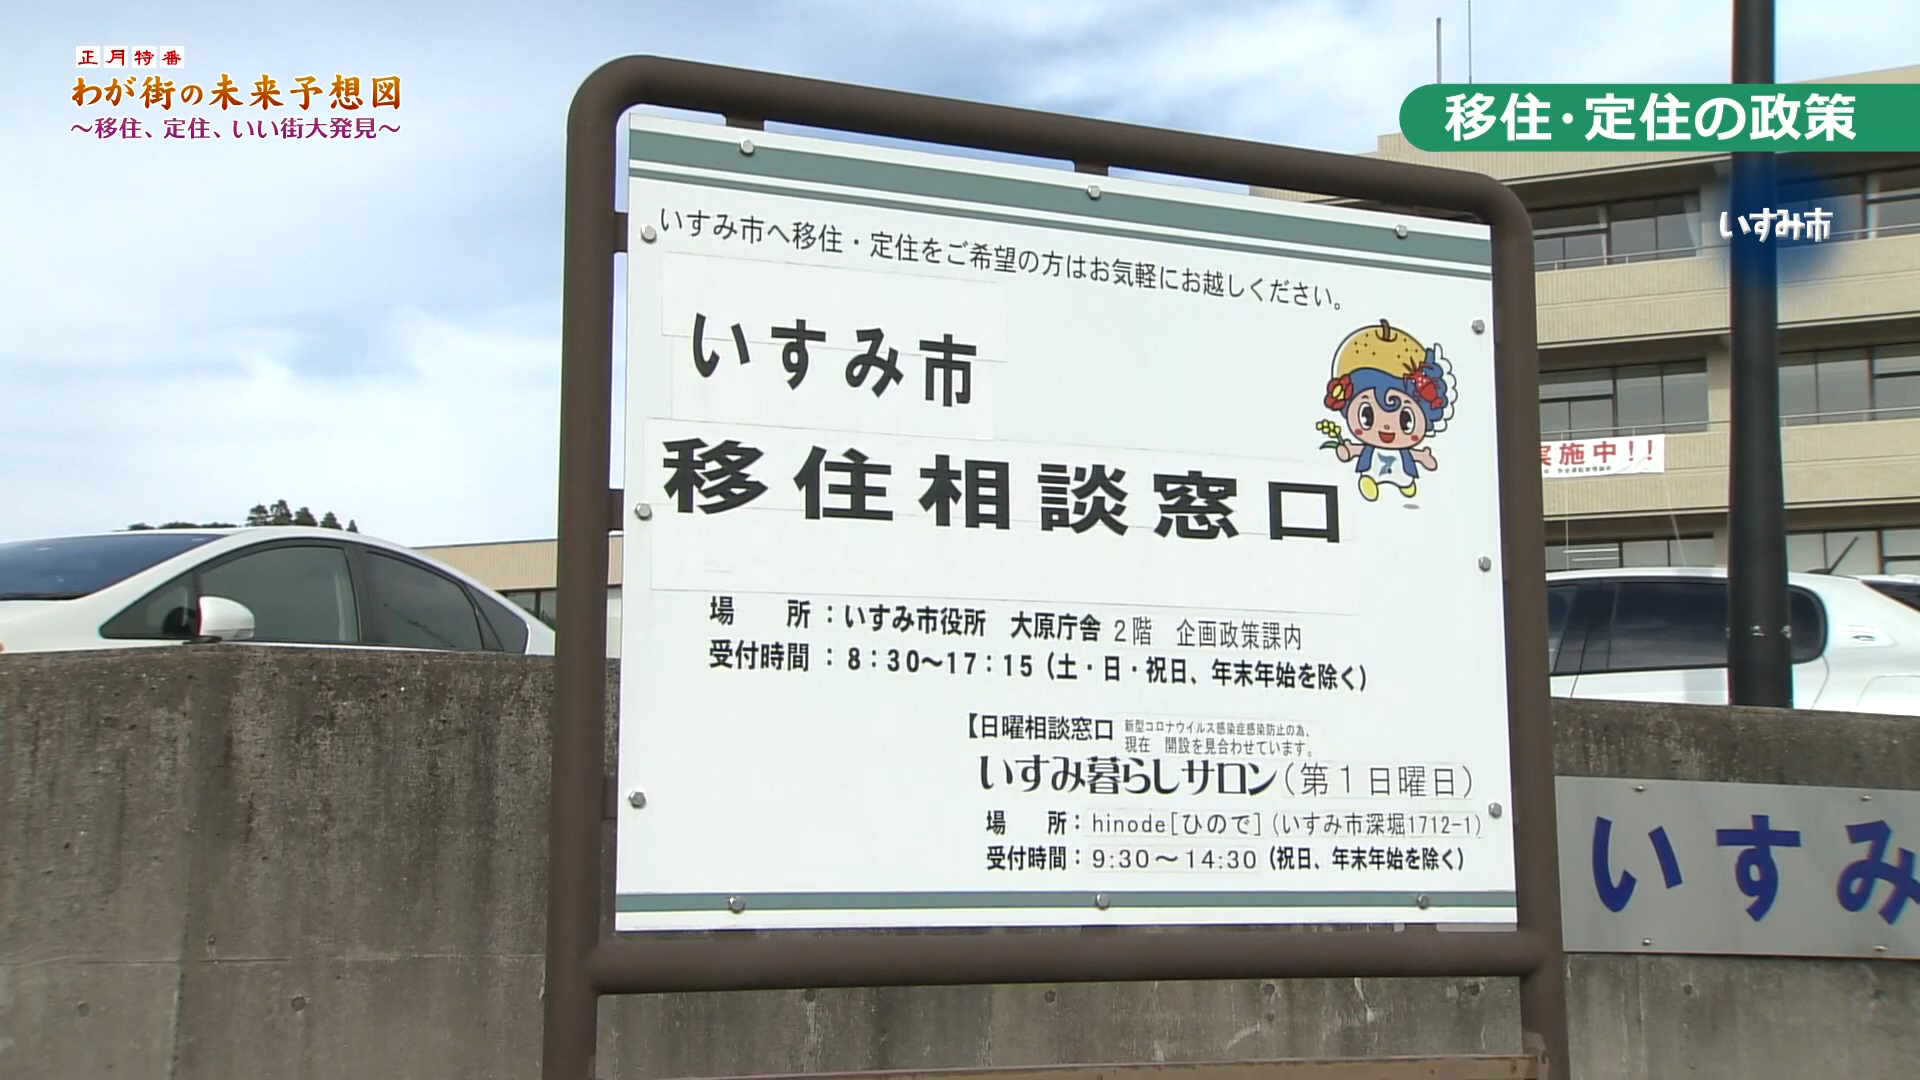 正月特番
わが街の未来予想図
～移住、定住、いい街大発見～
移住・定住の政策
いすみ市
いすみ市へ移住・定住をご希望の方はお気軽にお越しください。
いすみ市
移住相談窓口
場　所：いすみ市役所　大原庁舎 2階　企画政策課内
受付時間：8:30～17:15（土・日・祝日、年末年始を除く）
【日曜相談窓口
新型コロナウイルス感染症感染防止の為、
現在　開設を見合わせています。
いすみ暮らしサロン（第1日曜日）
場　所：hinode[ひので]（いすみ市深堀1712-1）
受付時間：9:30～14:30（祝日、年末年始を除く）
実施中!!
いすみ